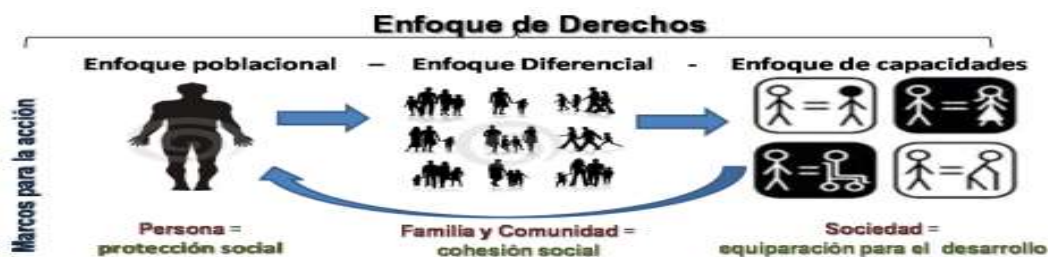 Enfoque de Derechos
Enfoque poblacional – Enfoque Diferencial - Enfoque de capacidades
Marcos para la acción
Persona =
protección social
Familia y Comunidad =
cohesión social
Sociedad =
equiparación para el desarrollo